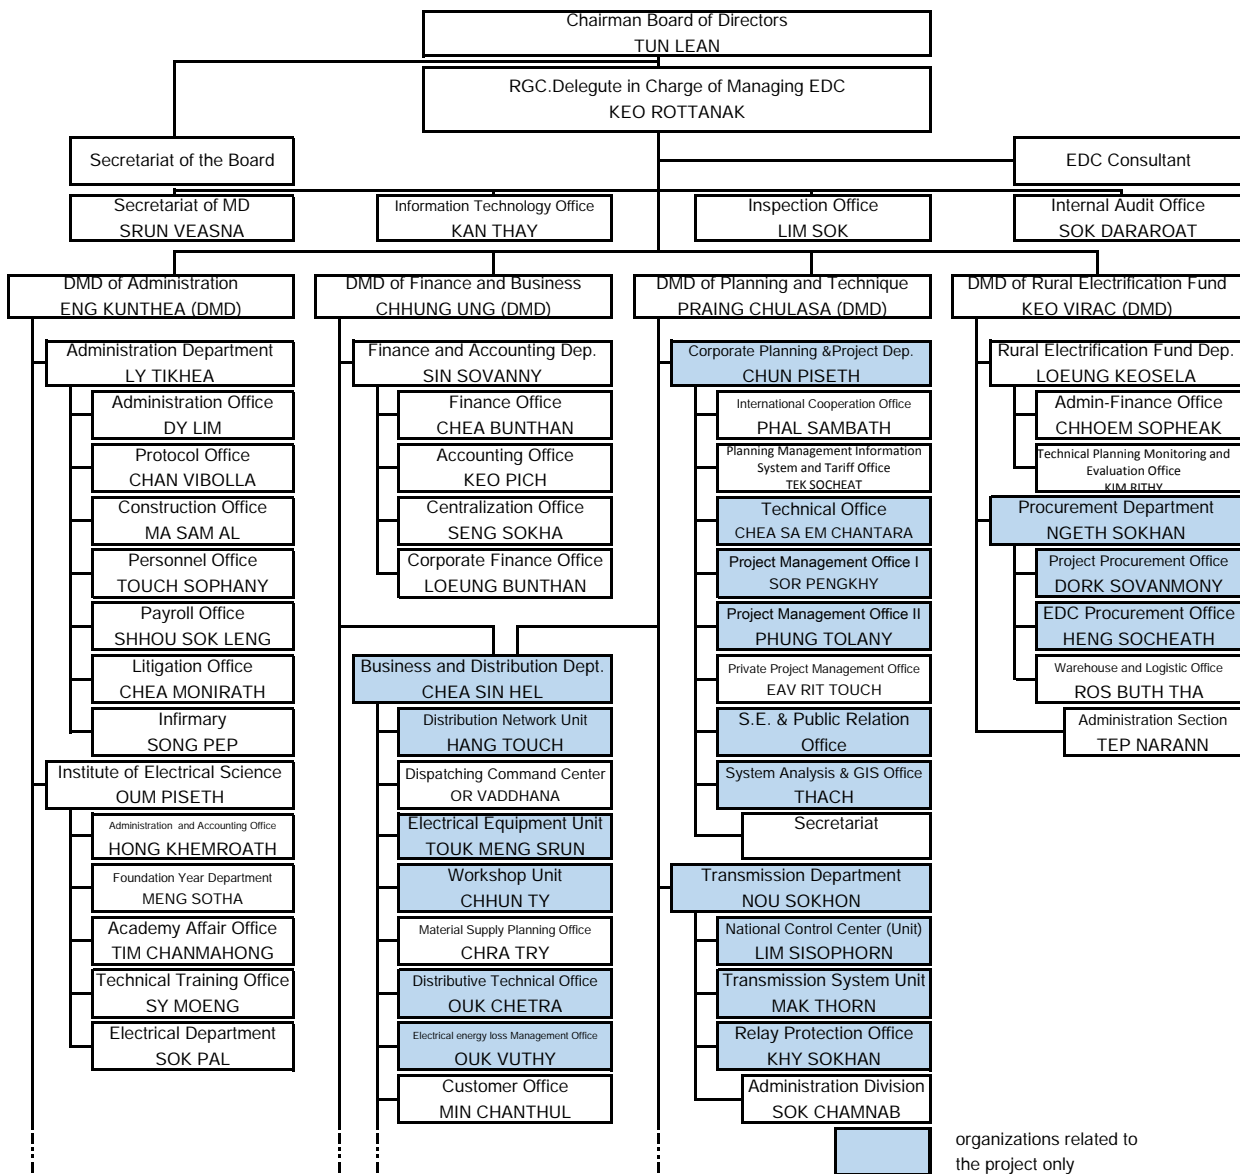 Chairman Board of Directors
TUN LEAN
RGC.Delegute in Charge of Managing EDC
KEO ROTTANAK
Secretariat of the Board
EDC Consultant
Secretariat of MD
SRUN VEASNA
Information Technology Office
KAN THAY
Inspection Office
LIM SOK
Internal Audit Office
SOK DARAROAT
DMD of Administration
ENG KUNTHEA (DMD)
DMD of Finance and Business
CHHUNG UNG (DMD)
DMD of Planning and Technique
PRAING CHULASA (DMD)
DMD of Rural Electrification Fund
KEO VIRAC (DMD)
Administration Department
LY TIKHEA
Administration Office
DY LIM
Protocol Office
CHAN VIBOLLA
Construction Office
MA SAM AL
Personnel Office
TOUCH SOPHANY
Payroll Office
SHHOU SOK LENG
Litigation Office
CHEA MONIRATH
Infirmary
SONG PEP
Institute of Electrical Science
OUM PISETH
Administration and Accounting Office
HONG KHEMROATH
Foundation Year Department
MENG SOTHA
Academy Affair Office
TIM CHANMAHONG
Technical Training Office
SY MOENG
Electrical Department
SOK PAL
Finance and Accounting Dep.
SIN SOVANNY
Finance Office
CHEA BUNTHAN
Accounting Office
KEO PICH
Centralization Office
SENG SOKHA
Corporate Finance Office
LOEUNG BUNTHAN
Business and Distribution Dept.
CHEA SIN HEL
Distribution Network Unit
HANG TOUCH
Dispatching Command Center
OR VADDHANA
Electrical Equipment Unit
TOUK MENG SRUN
Workshop Unit
CHHUN TY
Material Supply Planning Office
CHRA TRY
Distributive Technical Office
OUK CHETRA
Electrical energy loss Management Office
OUK VUTHY
Customer Office
MIN CHANTHUL
Corporate Planning &Project Dep.
CHUN PISETH
International Cooperation Office
PHAL SAMBATH
Planning Management Information
System and Tariff Office
TEK SOCHEAT
Technical Office
CHEA SA EM CHANTARA
Project Management Office I
SOR PENGKHY
Project Management Office II
PHUNG TOLANY
Private Project Management Office
EAV RIT TOUCH
S.E. & Public Relation
Office
System Analysis & GIS Office
THACH
Secretariat
Transmission Department
NOU SOKHON
National Control Center (Unit)
LIM SISOPHORN
Transmission System Unit
MAK THORN
Relay Protection Office
KHY SOKHAN
Administration Division
SOK CHAMNAB
Rural Electrification Fund Dep.
LOEUNG KEOSELA
Admin-Finance Office
CHHOEM SOPHEAK
Technical Planning Monitoring and
Evaluation Office
KIM RITHY
Procurement Department
NGETH SOKHAN
Project Procurement Office
DORK SOVANMONY
EDC Procurement Office
HENG SOCHEATH
Warehouse and Logistic Office
ROS BUTH THA
Administration Section
TEP NARANN
organizations related to
the project only